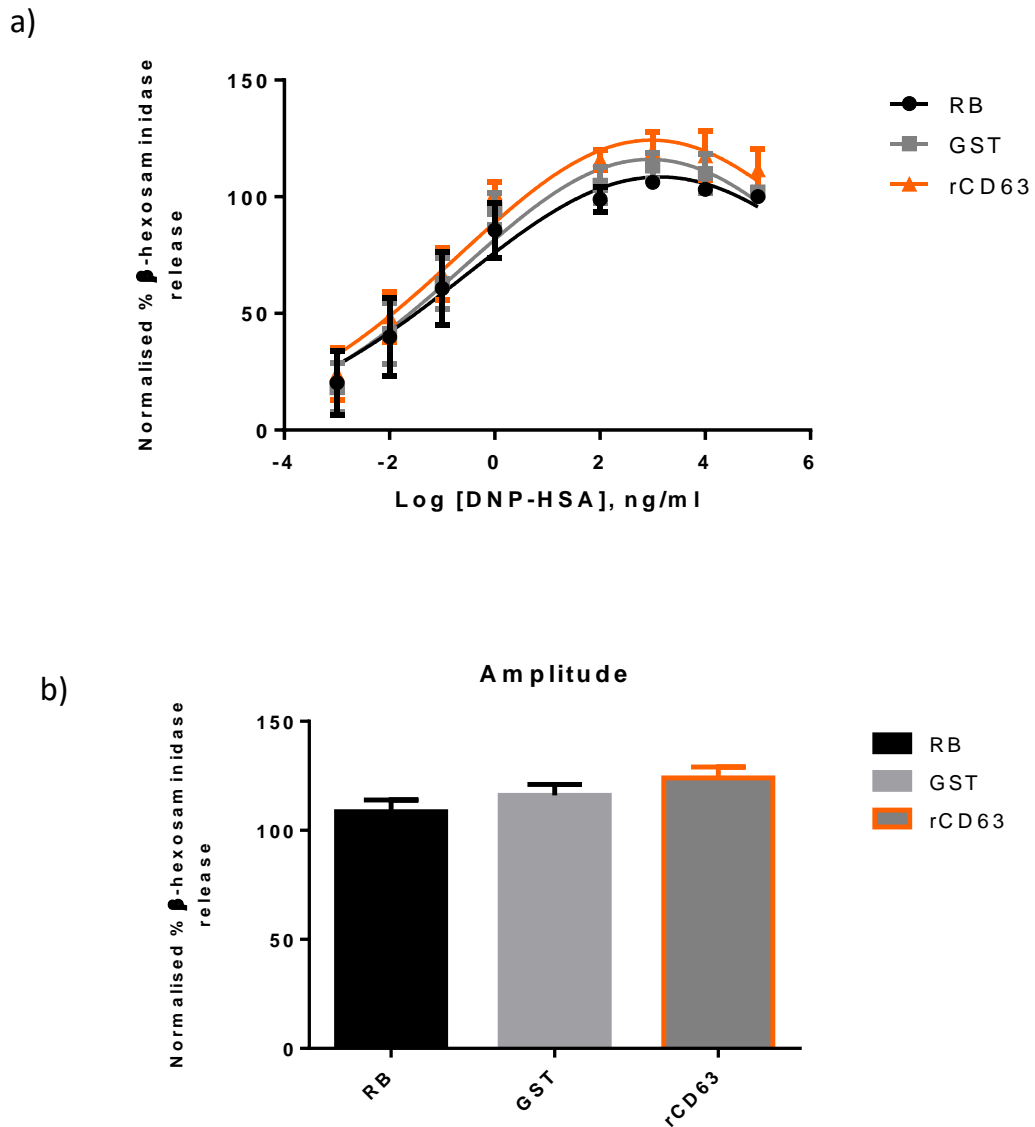 a)
Normalised % β-hexosaminidase
release
150
100
50
0
-4
-2
0
2
4
6
Log [DNP-HSA], ng/ml
RB
GST
rCD63
b)
Amplitude
Normalised % β-hexosaminidase
release
150
100
50
0
RB
GST
rCD63
RB
GST
rCD63